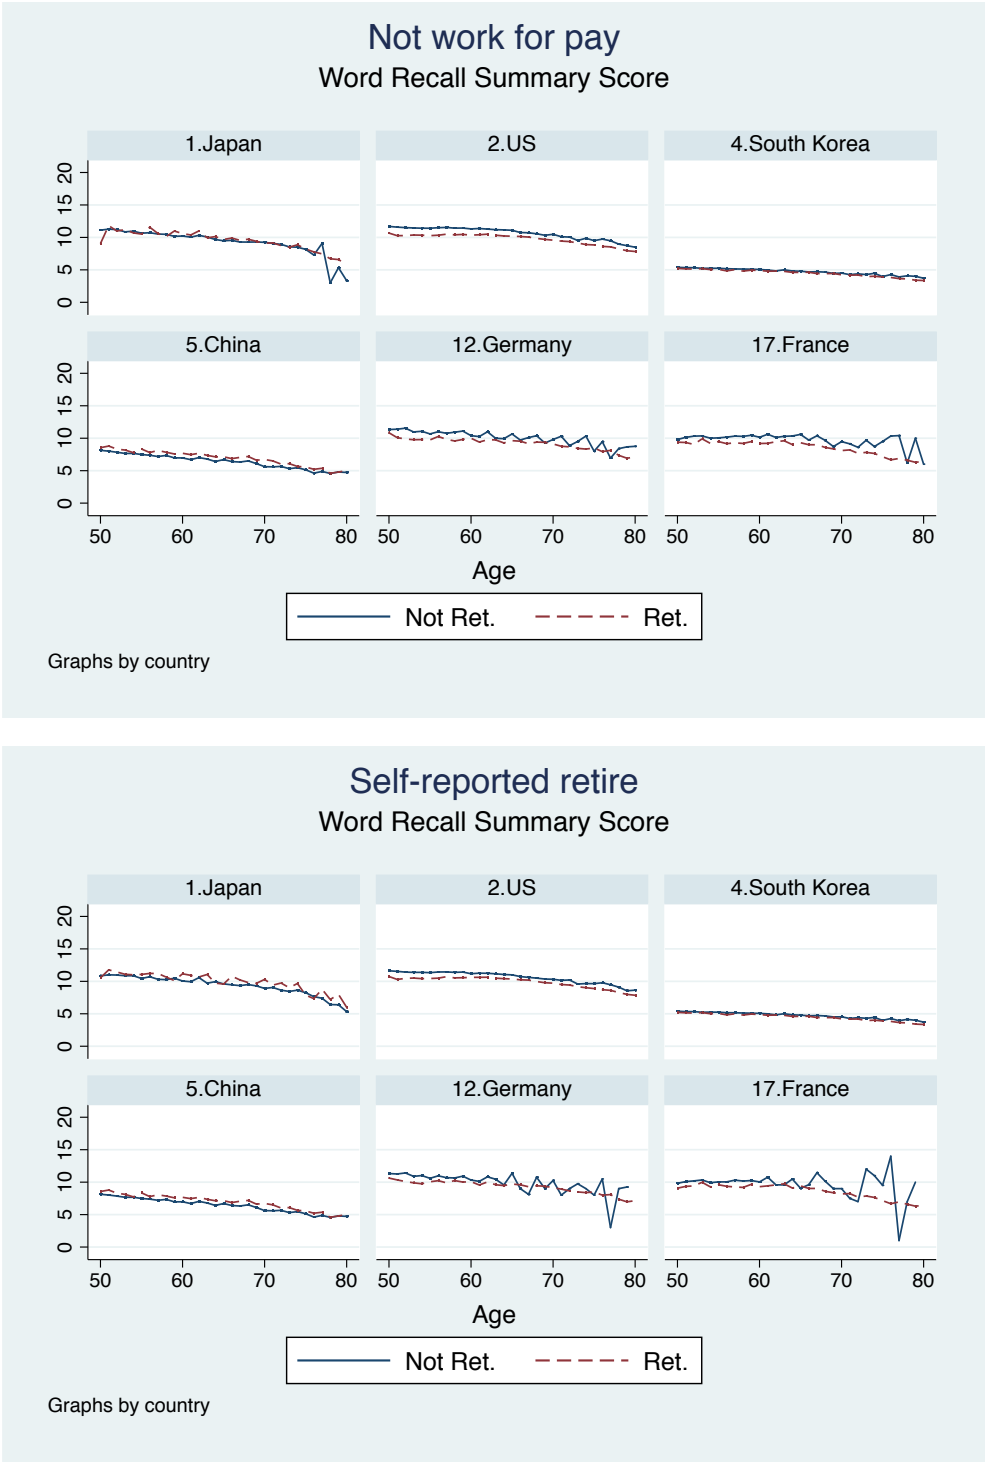 Not work for pay
Word Recall Summary Score
1.Japan 2.US 4.South Korea
20
15
10
5
0
5.China 12.Germany 17.France
20
15
10
5
0
50 60 70 80 50 60 70 80 50 60 70 80
Age
Not Ret. Ret.
Graphs by country
Self-reported retire
Word Recall Summary Score
1.Japan 2.US 4.South Korea
20
15
10
5
0
5.China 12.Germany 17.France
20
15
10
5
0
50 60 70 80 50 60 70 80 50 60 70 80
Age
Not Ret. Ret.
Graphs by country